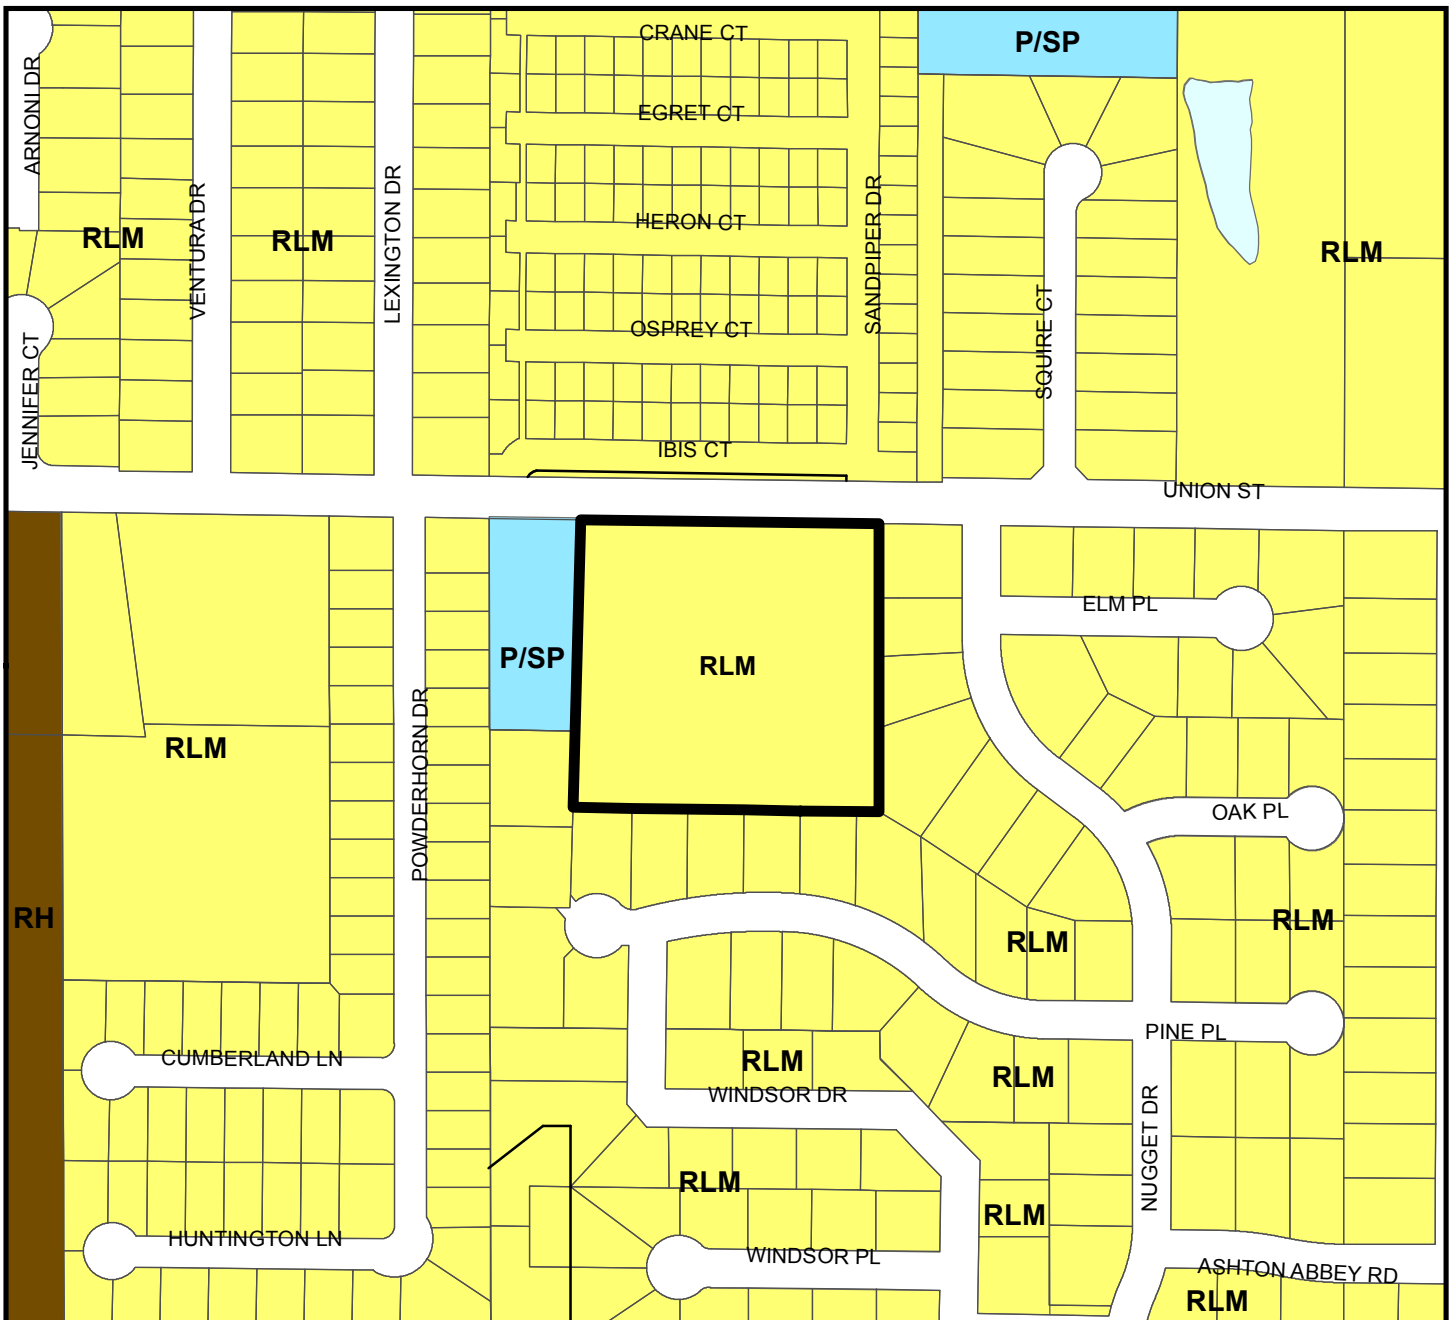 CRANE CT
P/SP
ARNONI DR
EGRET CT
LEXINGTON DR
VENTURA DR
SANDPIPER DR
HERON CT
RLM
RLM
RLM
OSPREY CT
SQUIRE CT
JENNIFER CT
IBIS CT
UNION ST
ELM PL
P/SP
RLM
RLM
POWDERHORN DR
OAK PL
RH
RLM
RLM
PINE PL
CUMBERLAND LN
RLM
RLM
WINDSOR DR
NUGGET DR
RLM
RLM
HUNTINGTON LN
WINDSOR PL
ASHTON ABBEY RD
RLM